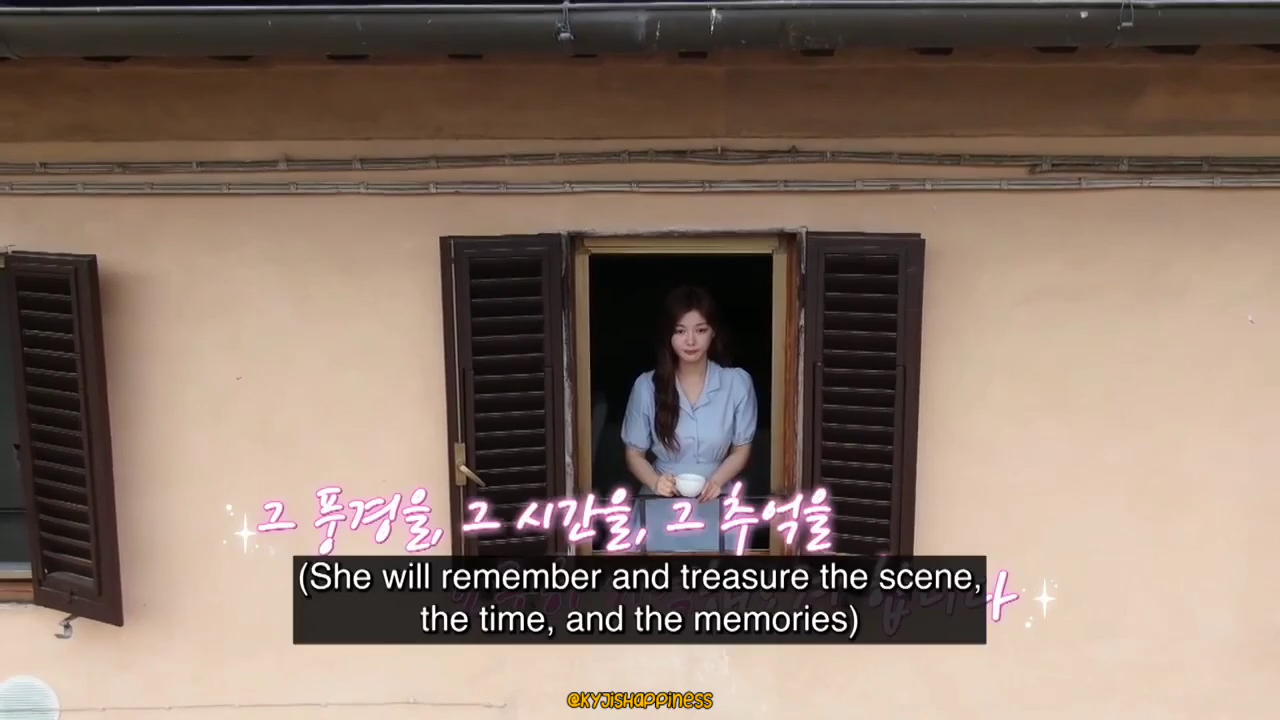 그 풍경을, 그 시간을, 그 추억을
(She will remember and treasure the scene,
the time, and the memories)
@KYJISHAPPINESS